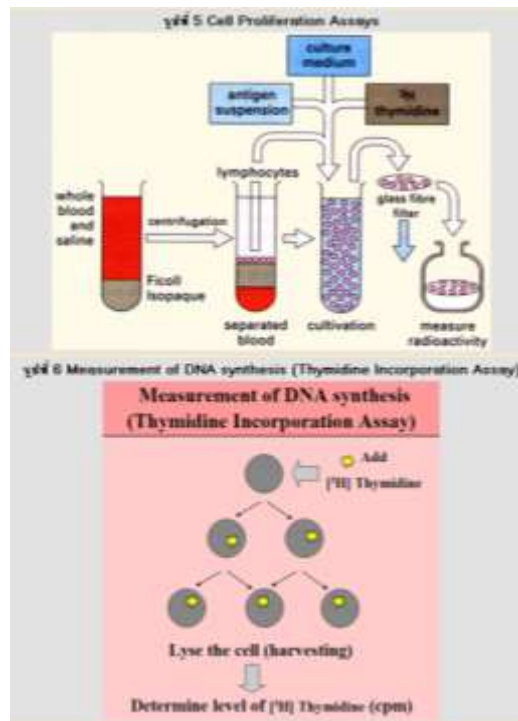 รูปที่ 5 Cell Proliferation Assays
culture
medium
antigen
suspension
³H
thymidine
lymphocytes
whole
blood
and
saline
centrifugation
glass fibre
filter
Ficoll
Isopaque
separated
blood
cultivation
measure
radioactivity
รูปที่ 6 Measurement of DNA synthesis (Thymidine Incorporation Assay)
Measurement of DNA synthesis
(Thymidine Incorporation Assay)
Add
[³H] Thymidine
Lyse the cell (harvesting)
Determine level of [³H] Thymidine (cpm)